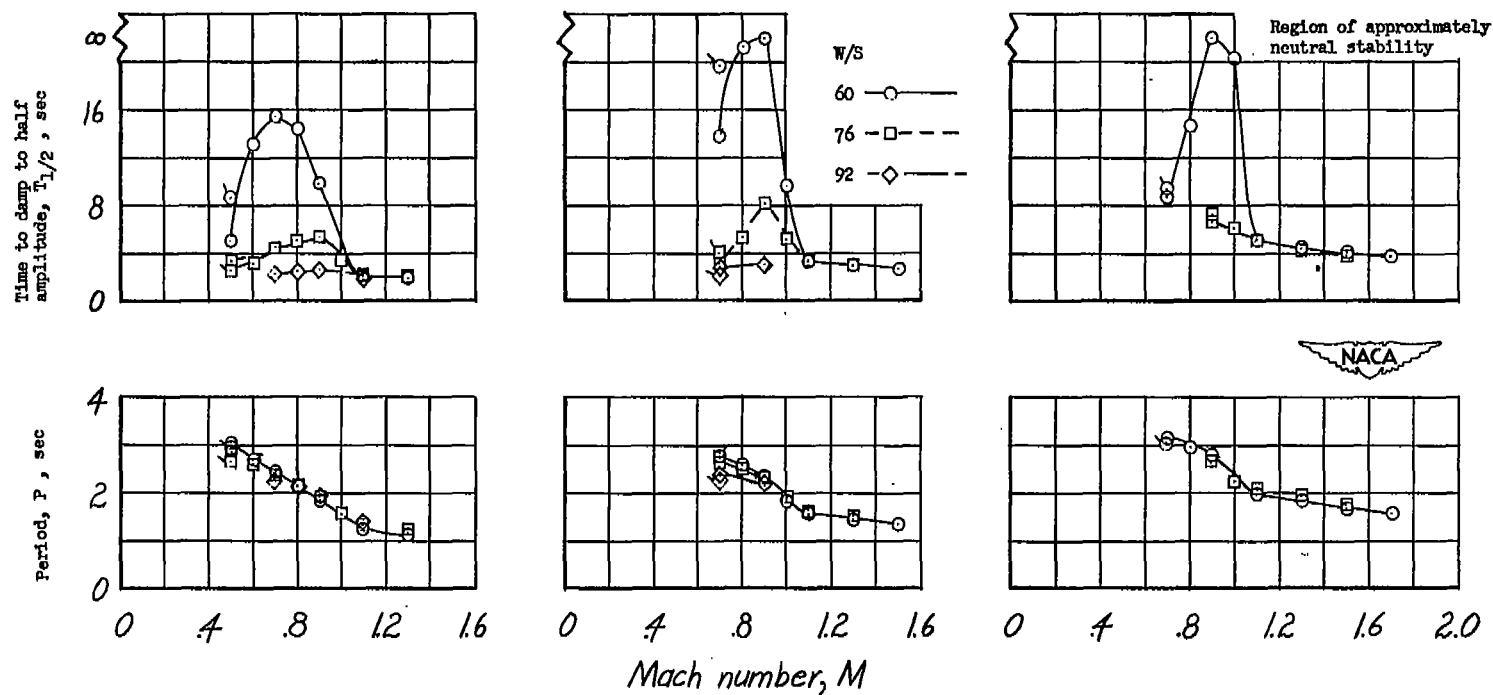 ∞
16
8
0
Time to damp to half
amplitude, T1/2 , sec
W/S
60
76
92
Region of approximately
neutral stability
NACA
4
2
0
Period, P , sec
0 .4 .8 1.2 1.6
0 .4 .8 1.2 1.6
0 .4 .8 1.2 1.6 2.0
Mach number, M